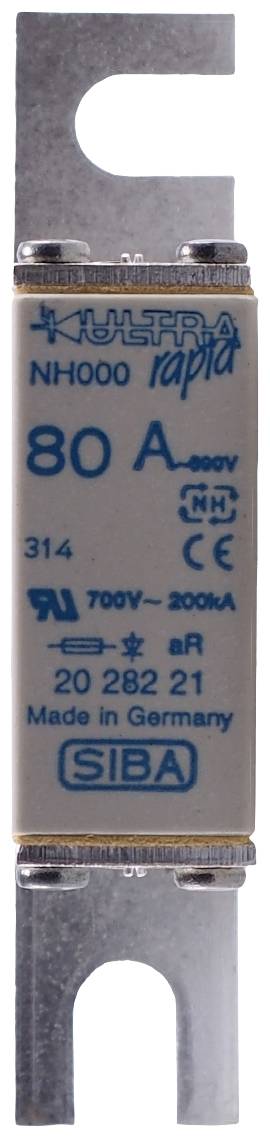 ULTRA
rapid
NH000
80 A ~690V
NH
314 CE
700V~ 200kA
aR
20 282 21
Made in Germany
SIBA